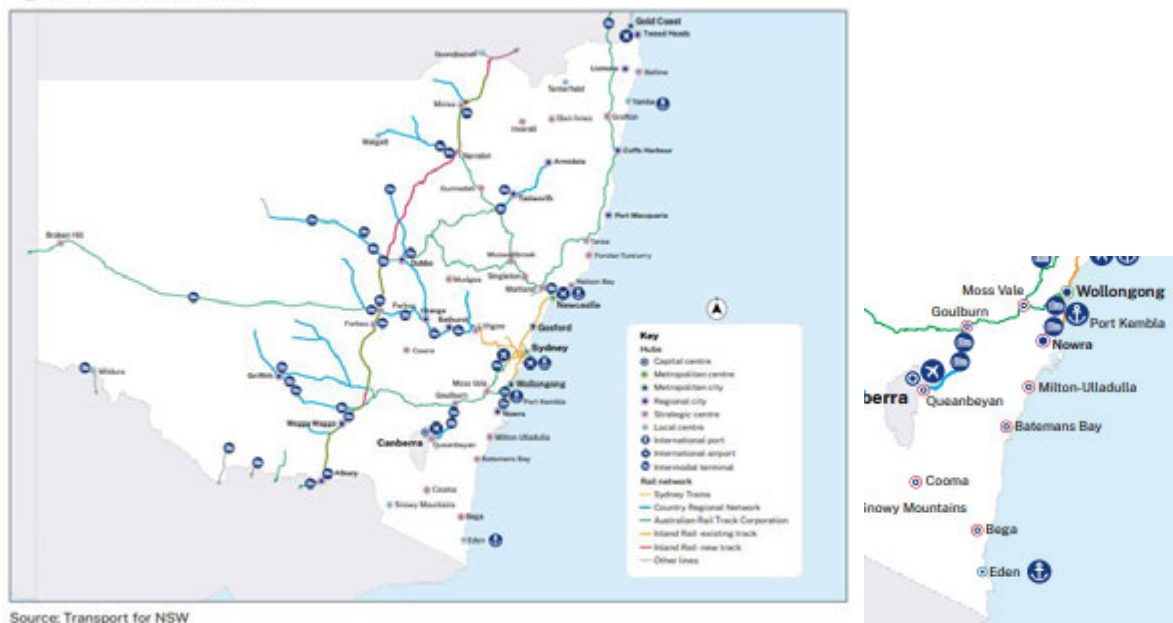 Gold Coast
Tweed Heads
Goondiwindi
Lismore
Ballina
Tenterfield
Yamba
Moree
Inverell
Glen Innes
Grafton
Walgett
Narrabri
Coffs Harbour
Armidale
Gunnedah
Tamworth
Port Macquarie
Broken Hill
Taree
Muswellbrook
Forster-Tuncurry
Dubbo
Singleton
Mudgee
Nelson Bay
Maitland
Newcastle
Parkes
Orange
Forbes
Bathurst
Lithgow
Gosford
Cowra
Sydney
Mildura
Griffith
Moss Vale
Wollongong
Goulburn
Port Kembla
Nowra
Wagga Wagga
Canberra
Queanbeyan
Milton Ulladulla
Batemans Bay
Albury
Cooma
Snowy Mountains
Bega
Eden
Key
Hubs
Capital centre
Metropolitan centre
Metropolitan city
Regional city
Strategic centre
Local centre
International port
International airport
Intermodal terminal
Rail network
Sydney Trains
Country Regional Network
Australian Rail Track Corporation
Inland Rail -existing track
Inland Rail -new track
Other lines
Source: Transport for NSW
Moss Vale
Wollongong
Goulburn
Port Kembla
Nowra
berra
Queanbeyan
Milton-Ulladulla
Batemans Bay
Cooma
Snowy Mountains
Bega
Eden